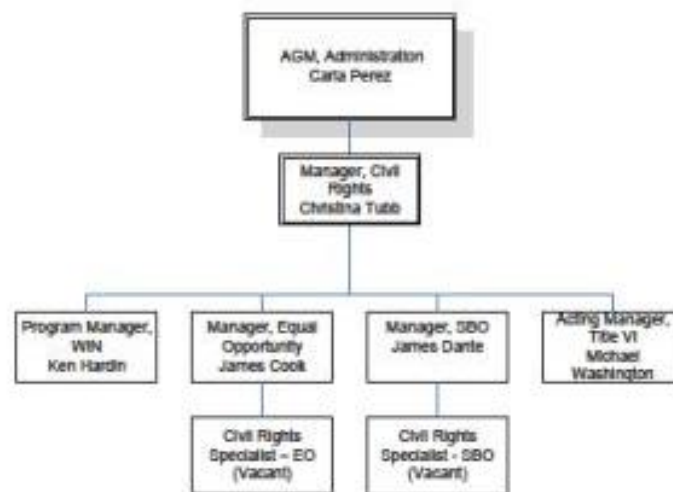 AGM, Administration
Carla Perez
Manager, Civil
Rights
Christina Tubb
Program Manager,
WIN
Ken Hardin
Manager, Equal
Opportunity
James Cook
Manager, SBO
James Dante
Acting Manager,
Title VI
Michael
Washington
Civil Rights
Specialist – EO
(Vacant)
Civil Rights
Specialist - SBO
(Vacant)